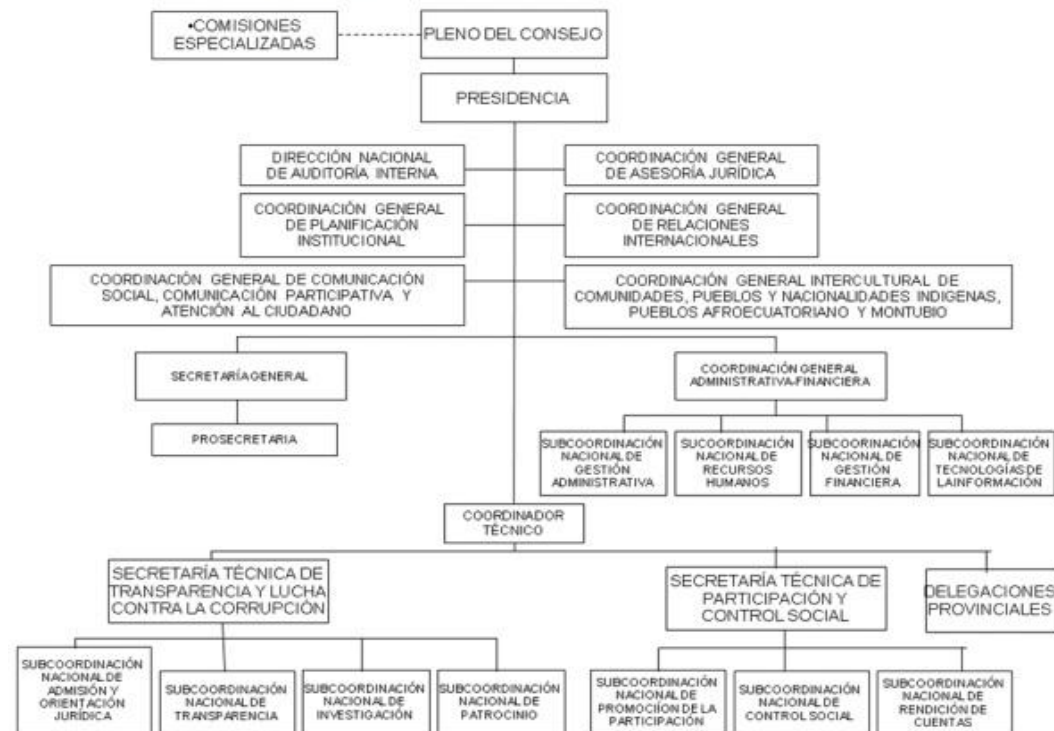 •COMISIONES
ESPECIALIZADAS
PLENO DEL CONSEJO
PRESIDENCIA
DIRECCIÓN NACIONAL
DE AUDITORÍA INTERNA
COORDINACIÓN GENERAL
DE ASESORÍA JURÍDICA
COORDINACIÓN GENERAL
DE PLANIFICACIÓN
INSTITUCIONAL
COORDINACIÓN GENERAL
DE RELACIONES
INTERNACIONALES
COORDINACIÓN GENERAL DE COMUNICACIÓN
SOCIAL, COMUNICACIÓN PARTICIPATIVA Y
ATENCIÓN AL CIUDADANO
COORDINACIÓN GENERAL INTERCULTURAL DE
COMUNIDADES, PUEBLOS Y NACIONALIDADES INDIGENAS,
PUEBLOS AFROECUATORIANO Y MONTUBIO
SECRETARÍA GENERAL
COORDINACIÓN GENERAL
ADMINISTRATIVA-FINANCIERA
PROSECRETARIA
SUBCOORDINACIÓN
NACIONAL DE
GESTIÓN
ADMINISTRATIVA
SUCOORDINACIÓN
NACIONAL DE
RECURSOS
HUMANOS
SUBCOORINACIÓN
NACIONAL DE
GESTIÓN
FINANCIERA
SUBCOORDINACIÓN
NACIONAL DE
TECNOLOGÍAS DE
LA INFORMACIÓN
COORDINADOR
TÉCNICO
SECRETARÍA TÉCNICA DE
TRANSPARENCIA Y LUCHA
CONTRA LA CORRUPCIÓN
SECRETARÍA TÉCNICA DE
PARTICIPACIÓN Y
CONTROL SOCIAL
DELEGACIONES
PROVINCIALES
SUBCOORDINACIÓN
NACIONAL DE
ADMISIÓN Y
ORIENTACIÓN
JURÍDICA
SUBCOORDINACIÓN
NACIONAL DE
TRANSPARENCIA
SUBCOORDINACIÓN
NACIONAL DE
INVESTIGACIÓN
SUBCOORDINACIÓN
NACIONAL DE
PATROCINIO
SUBCOORDINACIÓN
NACIONAL DE
PROMOCIÍON DE LA
PARTICIPACIÓN
SUBCOORDINACIÓN
NACIONAL DE
CONTROL SOCIAL
SUBCOORDINACIÓN
NACIONAL DE
RENDICIÓN DE
CUENTAS